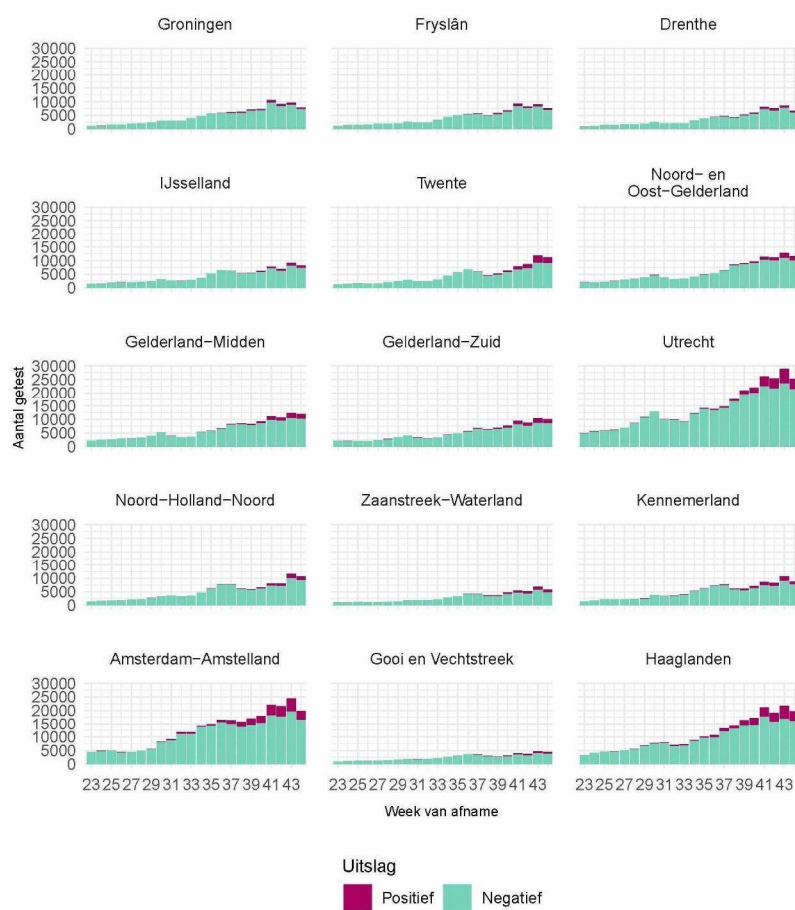 Groningen
Fryslân
Drenthe
30000
25000
20000
15000
10000
5000
0
IJsselland
Twente
Noord- en
Oost-Gelderland
30000
25000
20000
15000
10000
5000
0
Gelderland-Midden
Gelderland-Zuid
Utrecht
30000
25000
20000
15000
10000
5000
0
Aantal getest
Noord-Holland-Noord
Zaanstreek-Waterland
Kennemerland
30000
25000
20000
15000
10000
5000
0
Amsterdam-Amstelland
Gooi en Vechtstreek
Haaglanden
30000
25000
20000
15000
10000
5000
0
23 25 27 29 31 33 35 37 39 41 43
23 25 27 29 31 33 35 37 39 41 43
23 25 27 29 31 33 35 37 39 41 43
Week van afname
Uitslag
Positief
Negatief